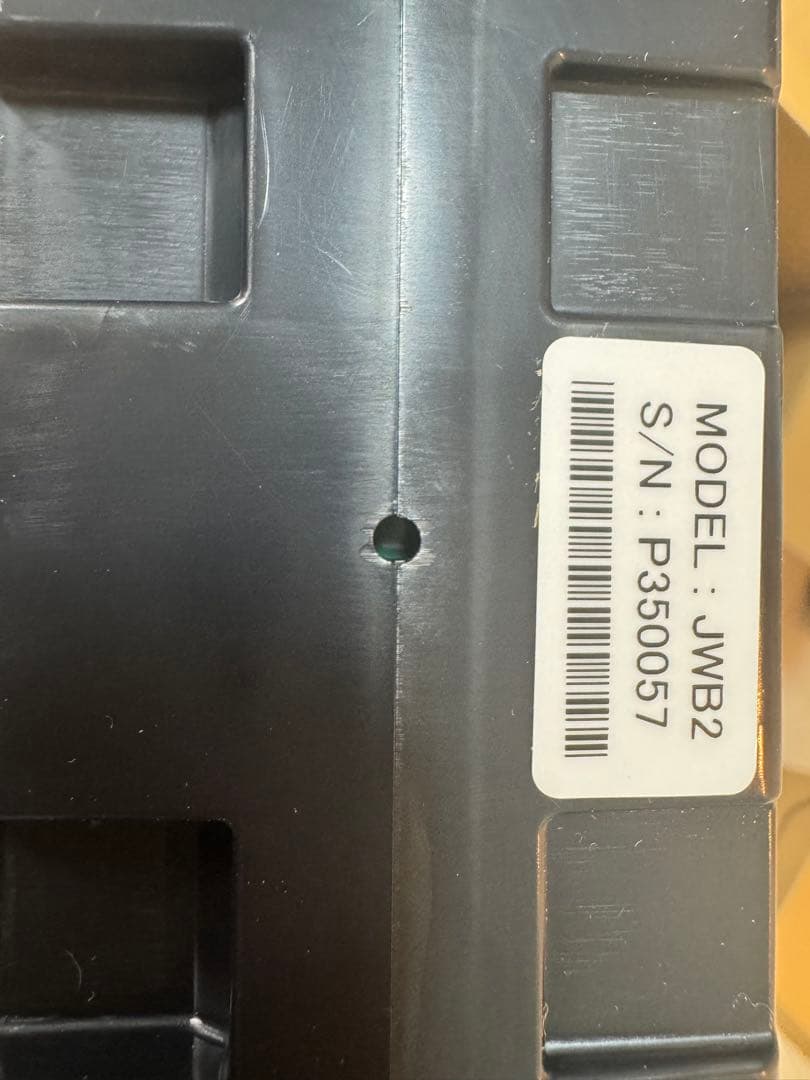 MODEL : JWB2
S/N : P350057